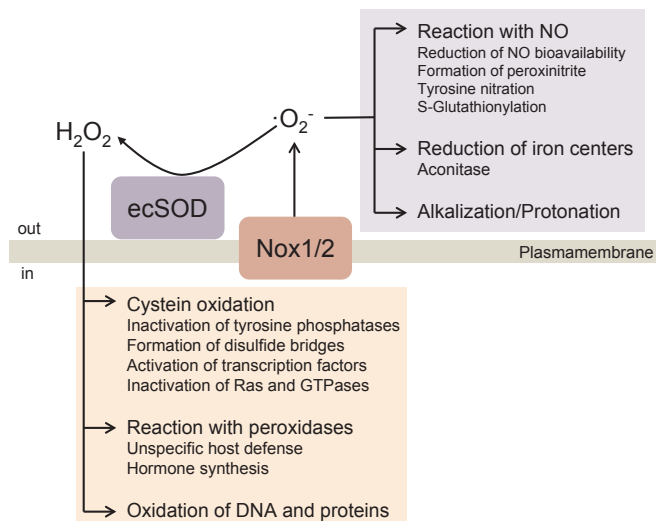 Reaction with NO
Reduction of NO bioavailability
Formation of peroxinitrite
Tyrosine nitration
S-Glutathionylation
H₂O₂
·O₂⁻
Reduction of iron centers
Aconitase
ecSOD
Alkalization/Protonation
out
Nox1/2
Plasmamembrane
in
Cystein oxidation
Inactivation of tyrosine phosphatases
Formation of disulfide bridges
Activation of transcription factors
Inactivation of Ras and GTPases
Reaction with peroxidases
Unspecific host defense
Hormone synthesis
Oxidation of DNA and proteins